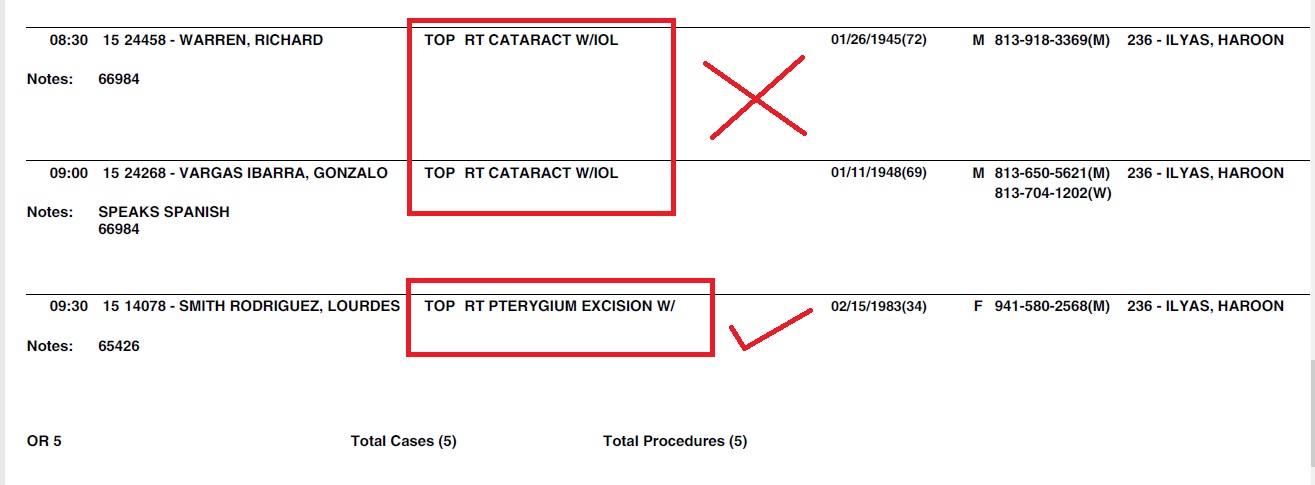 08:30 15 24458 - WARREN, RICHARD TOP RT CATARACT W/IOL 01/26/1945(72) M 813-918-3369(M) 236 - ILYAS, HAROON
Notes: 66984
09:00 15 24268 - VARGAS IBARRA, GONZALO TOP RT CATARACT W/IOL 01/11/1948(69) M 813-650-5621(M) 236 - ILYAS, HAROON
813-704-1202(W)
Notes: SPEAKS SPANISH
66984
09:30 15 14078 - SMITH RODRIGUEZ, LOURDES TOP RT PTERYGIUM EXCISION W/ 02/15/1983(34) F 941-580-2568(M) 236 - ILYAS, HAROON
Notes: 65426
OR 5 Total Cases (5) Total Procedures (5)